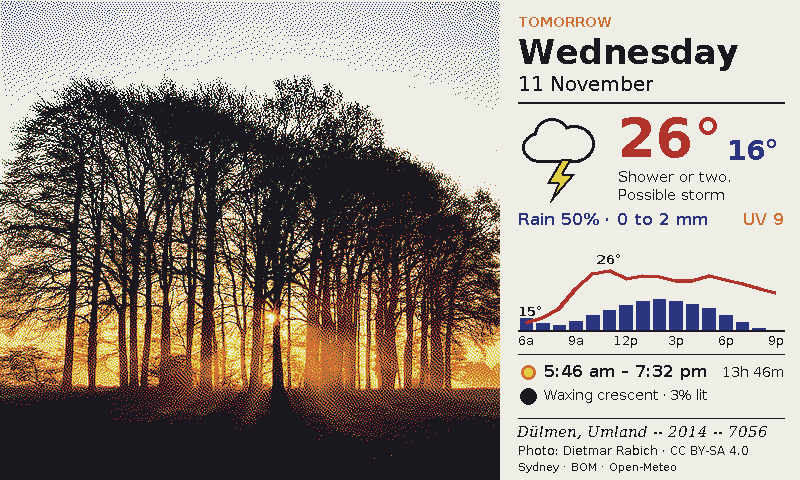 TOMORROW
Wednesday
11 November
26° 16°
Shower or two.
Possible storm
Rain 50% · 0 to 2 mm UV 9
26°
15°
6a 9a 12p 3p 6p 9p
5:46 am – 7:32 pm 13h 46m
Waxing crescent · 3% lit
Dülmen, Umland -- 2014 -- 7056
Photo: Dietmar Rabich · CC BY-SA 4.0
Sydney · BOM · Open-Meteo